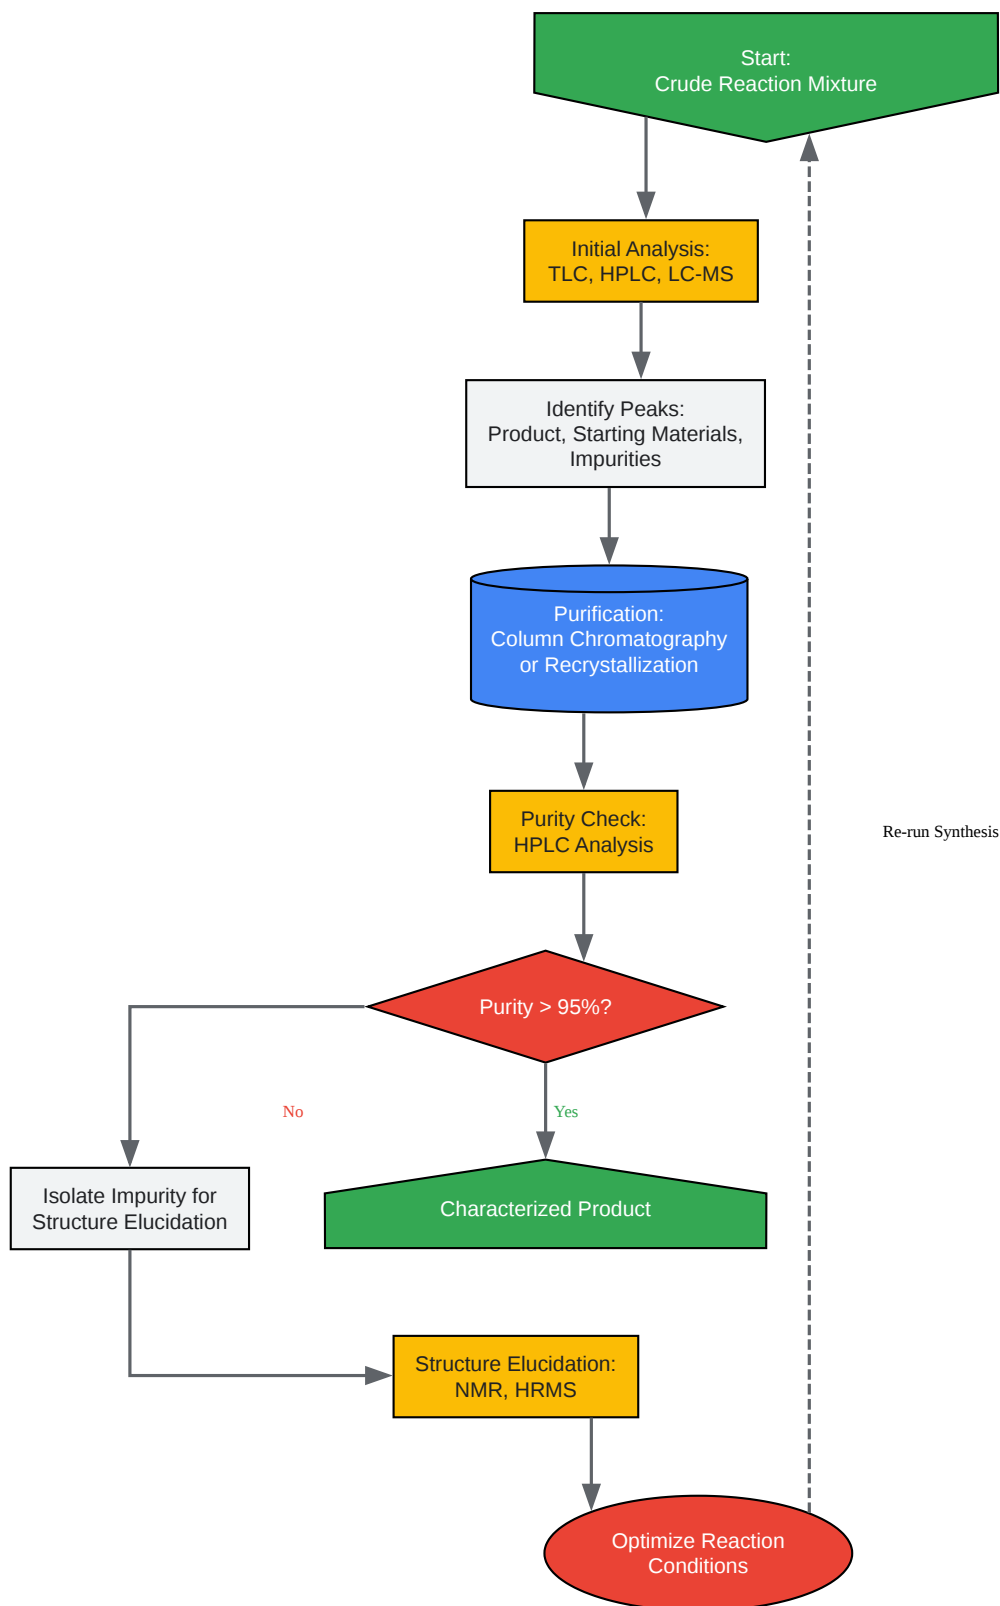 Start:
Crude Reaction Mixture
Initial Analysis:
TLC, HPLC, LC-MS
Identify Peaks:
Product, Starting Materials,
Impurities
Purification:
Column Chromatography
or Recrystallization
Purity Check:
HPLC Analysis
Re-run Synthesis
Purity > 95%?
No
Yes
Isolate Impurity for
Structure Elucidation
Characterized Product
Structure Elucidation:
NMR, HRMS
Optimize Reaction
Conditions